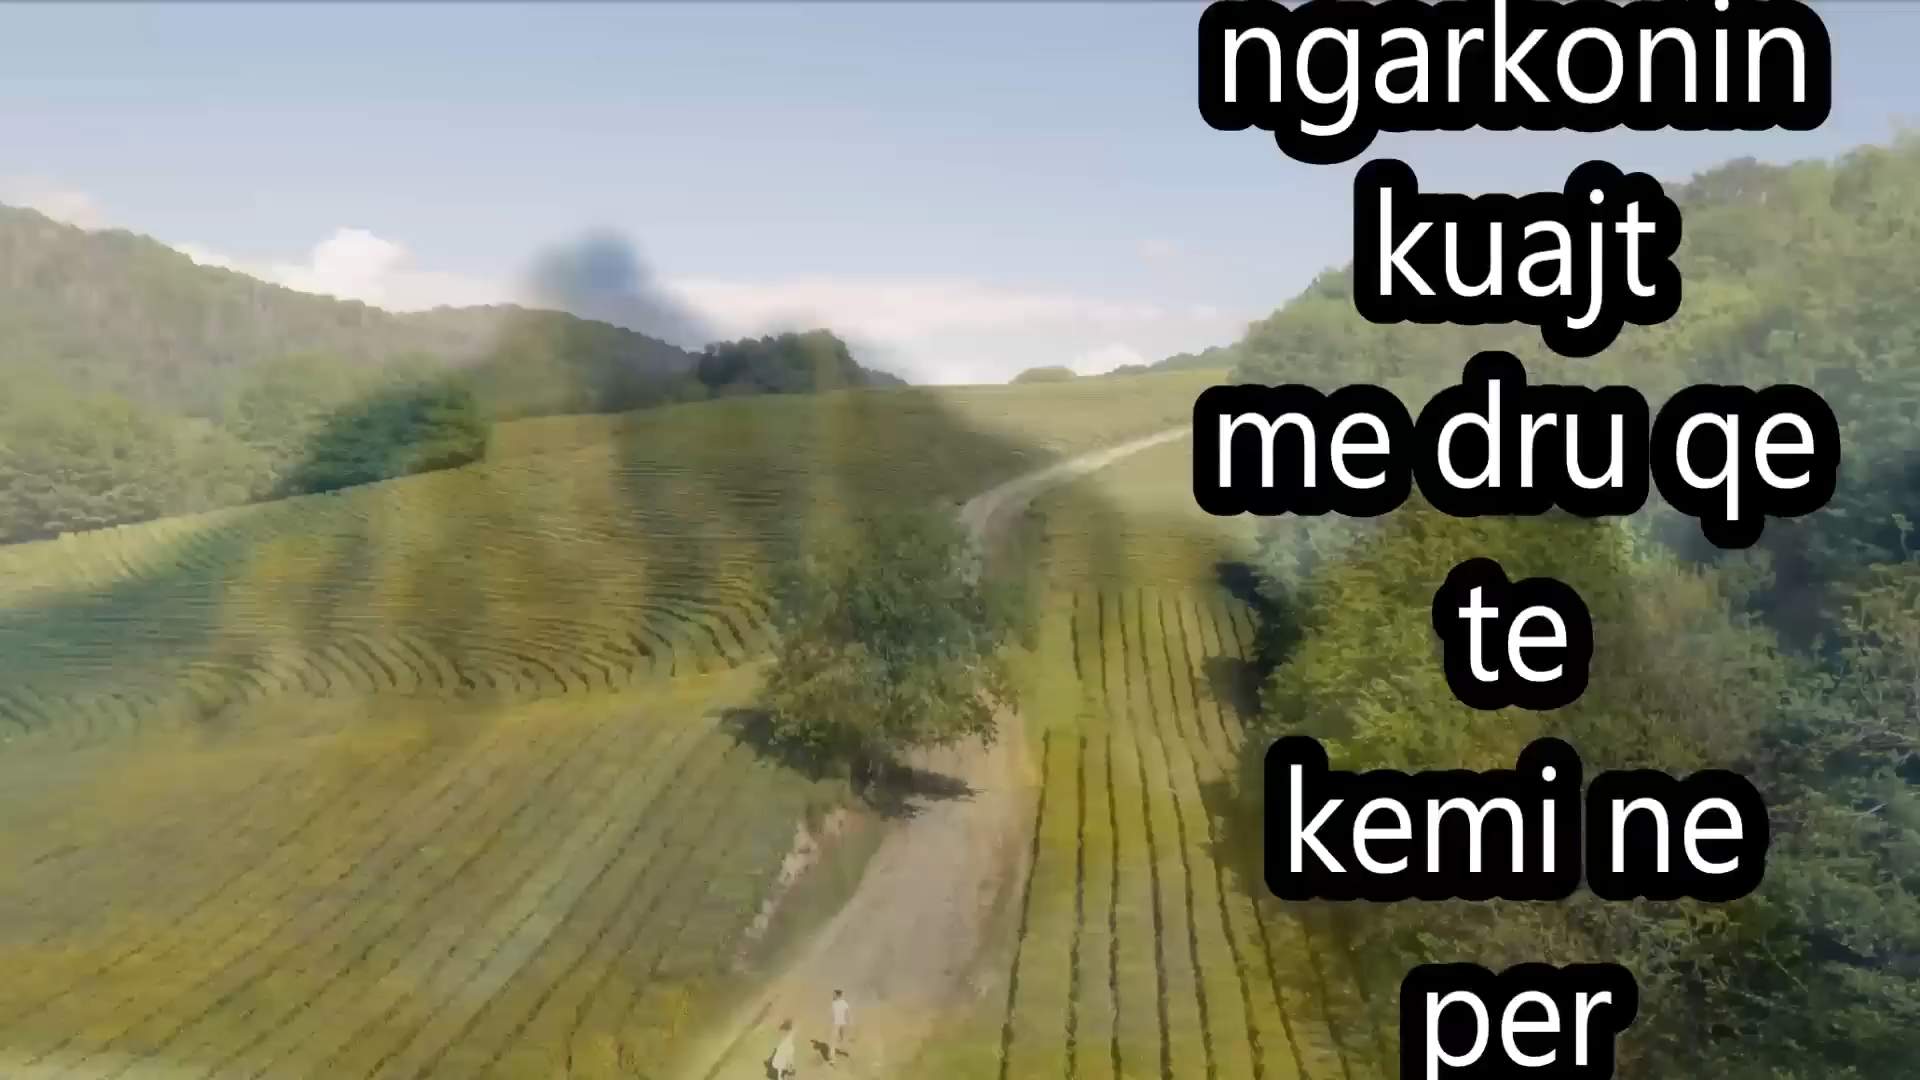 ngarkonin
kuajt
me dru qe
te
kemi ne
per